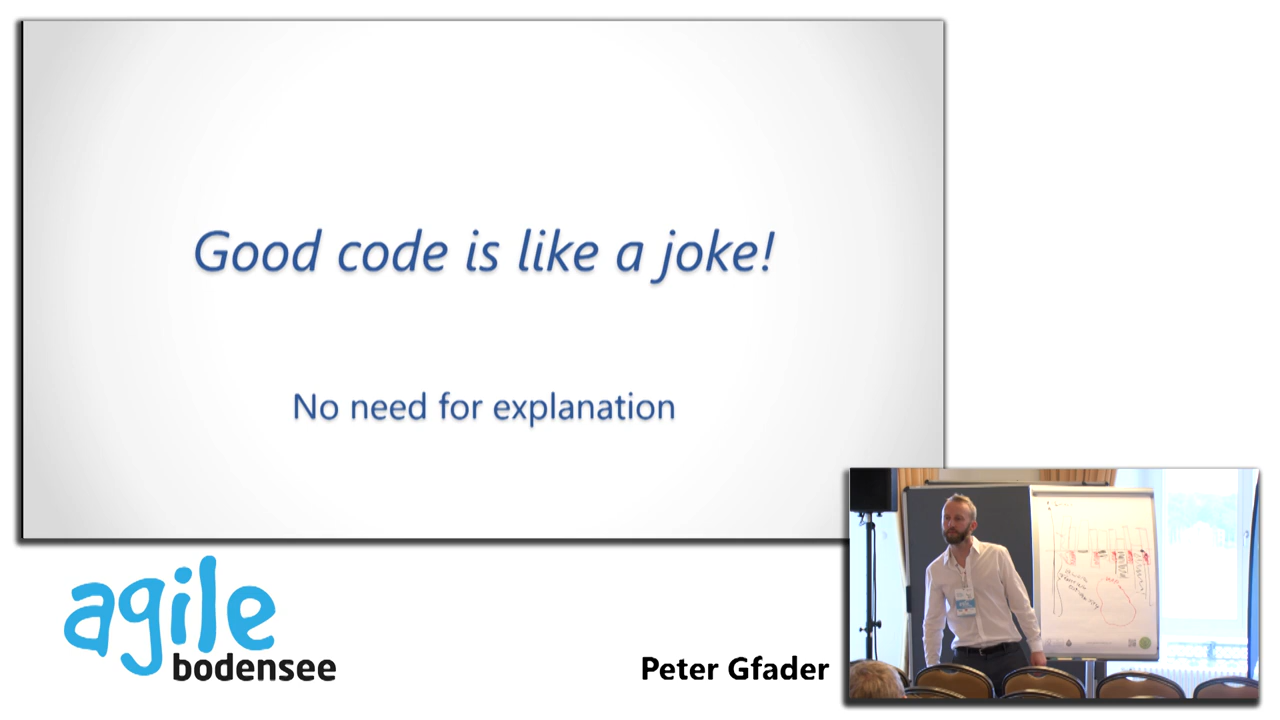 Good code is like a joke!
No need for explanation
agile
bodensee
Peter Gfader